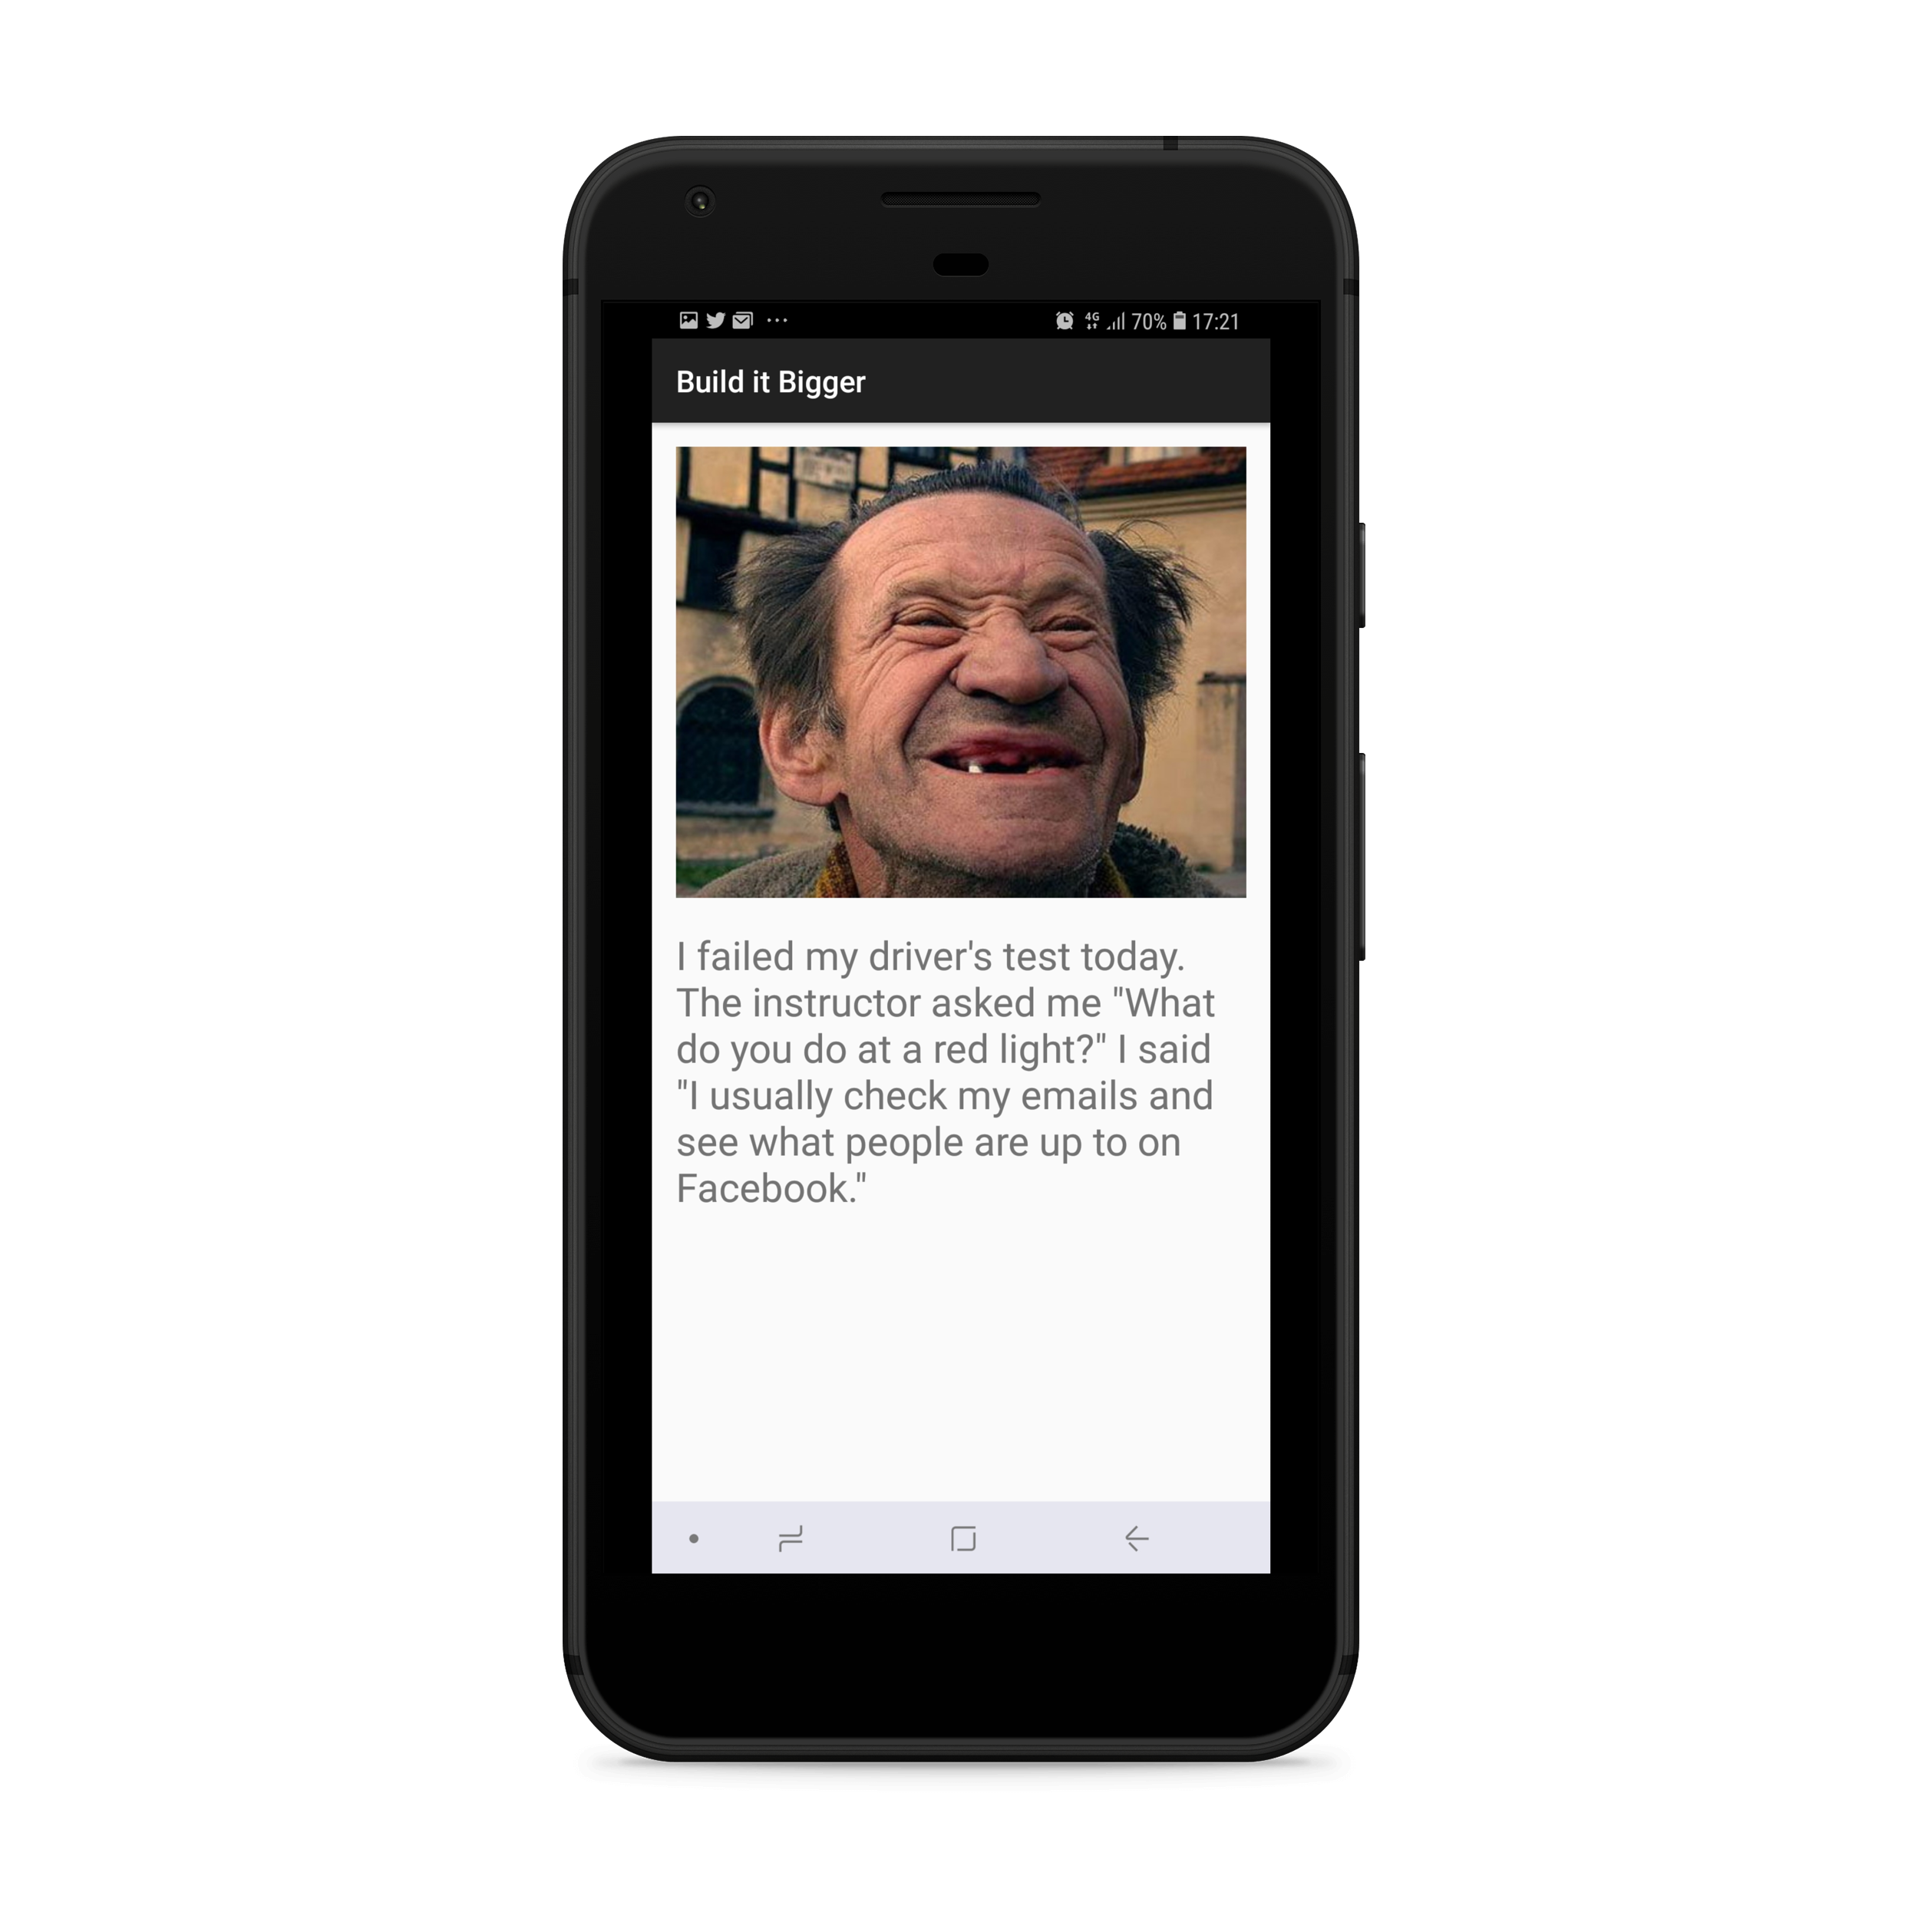 4G 70% 17:21
Build it Bigger
I failed my driver's test today.
The instructor asked me "What
do you do at a red light?" I said
"I usually check my emails and
see what people are up to on
Facebook."